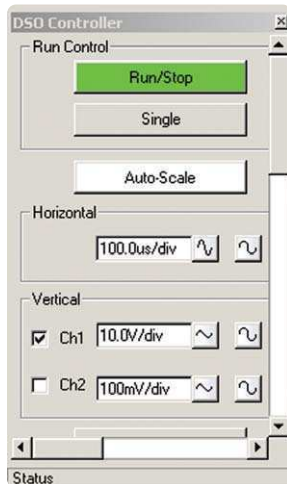 DSO Controller
Run Control
Run/Stop
Single
Auto-Scale
Horizontal
100.0us/div
Vertical
Ch1 10.0V/div
Ch2 100mV/div
Status